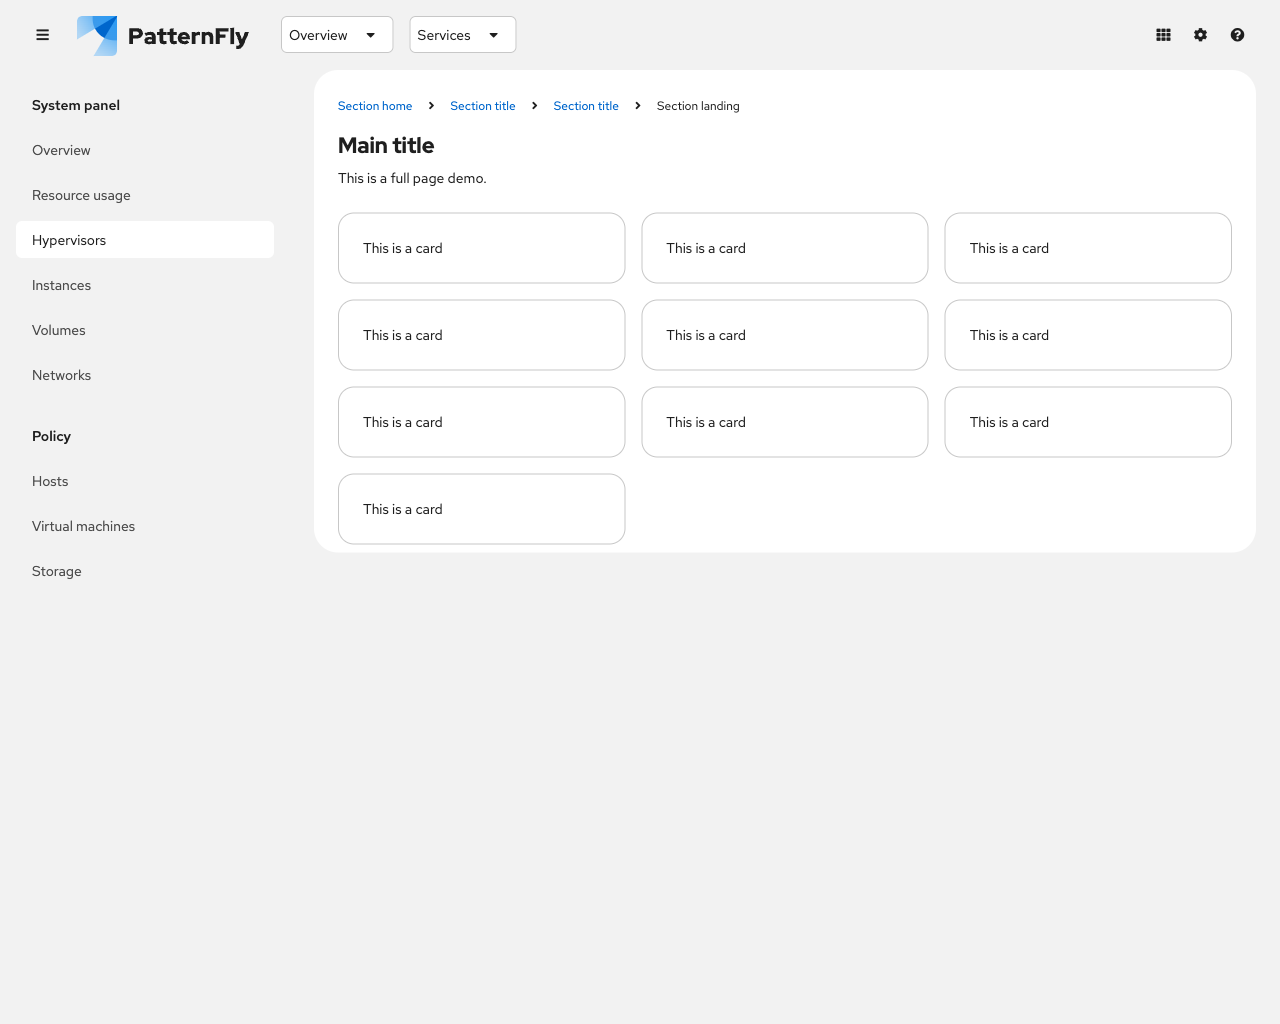 PatternFly
Overview
Services
System panel
Overview
Resource usage
Hypervisors
Instances
Volumes
Networks
Policy
Hosts
Virtual machines
Storage
Section home Section title Section title Section landing
Main title
This is a full page demo.
This is a card
This is a card
This is a card
This is a card
This is a card
This is a card
This is a card
This is a card
This is a card
This is a card